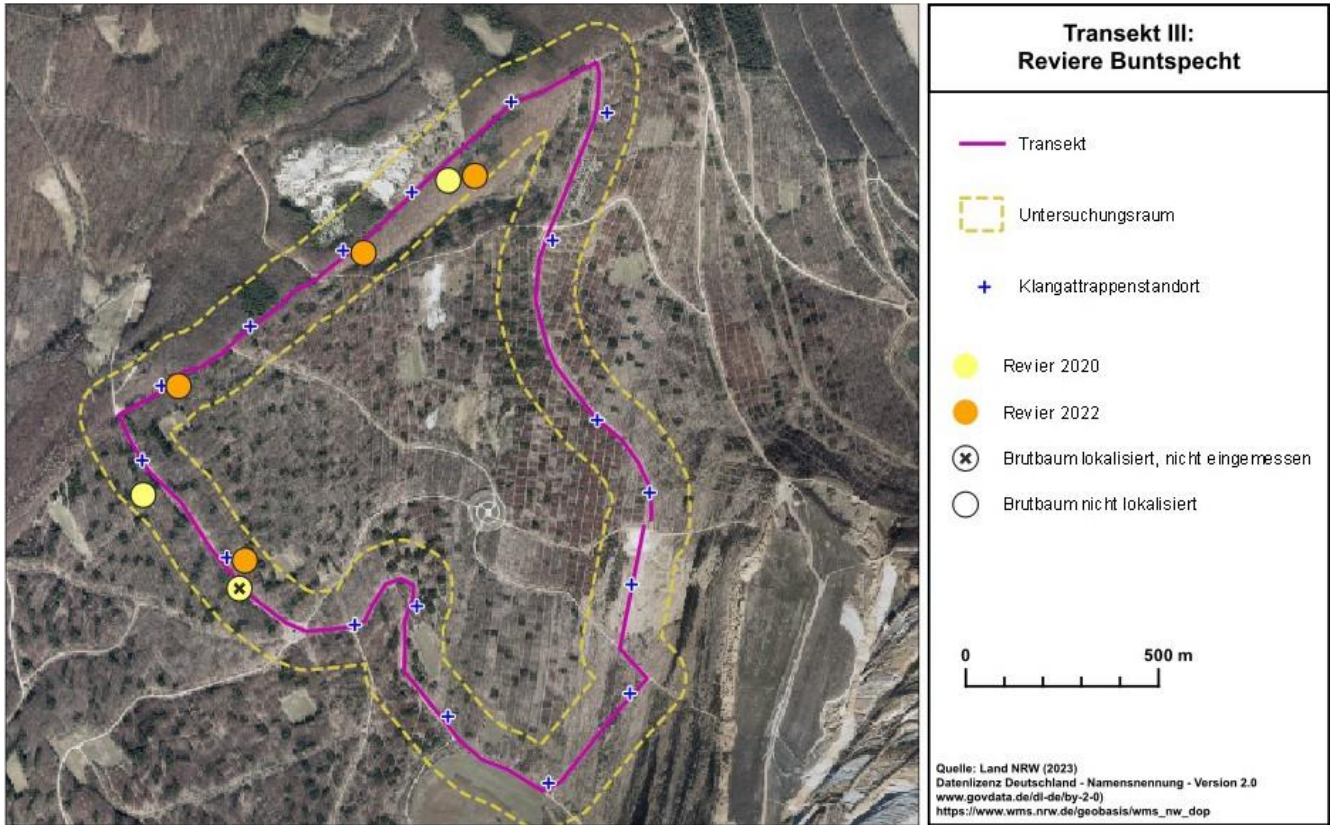 Transekt III:
Reviere Buntspecht
Transekt
Untersuchungsraum
Klangattrappenstandort
Revier 2020
Revier 2022
Brutbaum lokalisiert, nicht eingemessen
Brutbaum nicht lokalisiert
0 500 m
Quelle: Land NRW (2023)
Datenlizenz Deutschland - Namensnennung - Version 2.0
www.govdata.de/dl-de/by-2-0)
https://www.wms.nrw.de/geobasis/wms_nw_dop